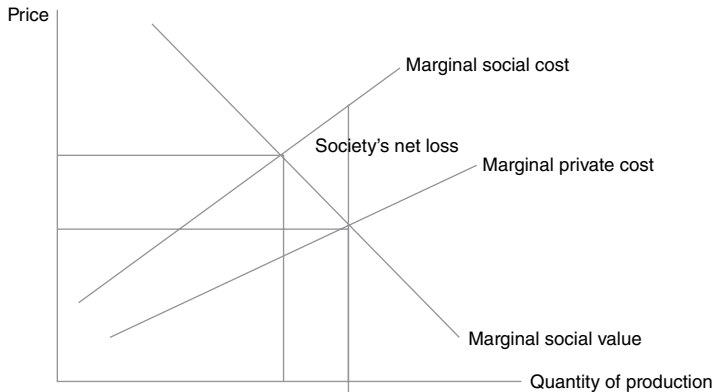 Price
Marginal social cost
Society's net loss
Marginal private cost
Marginal social value
Quantity of production